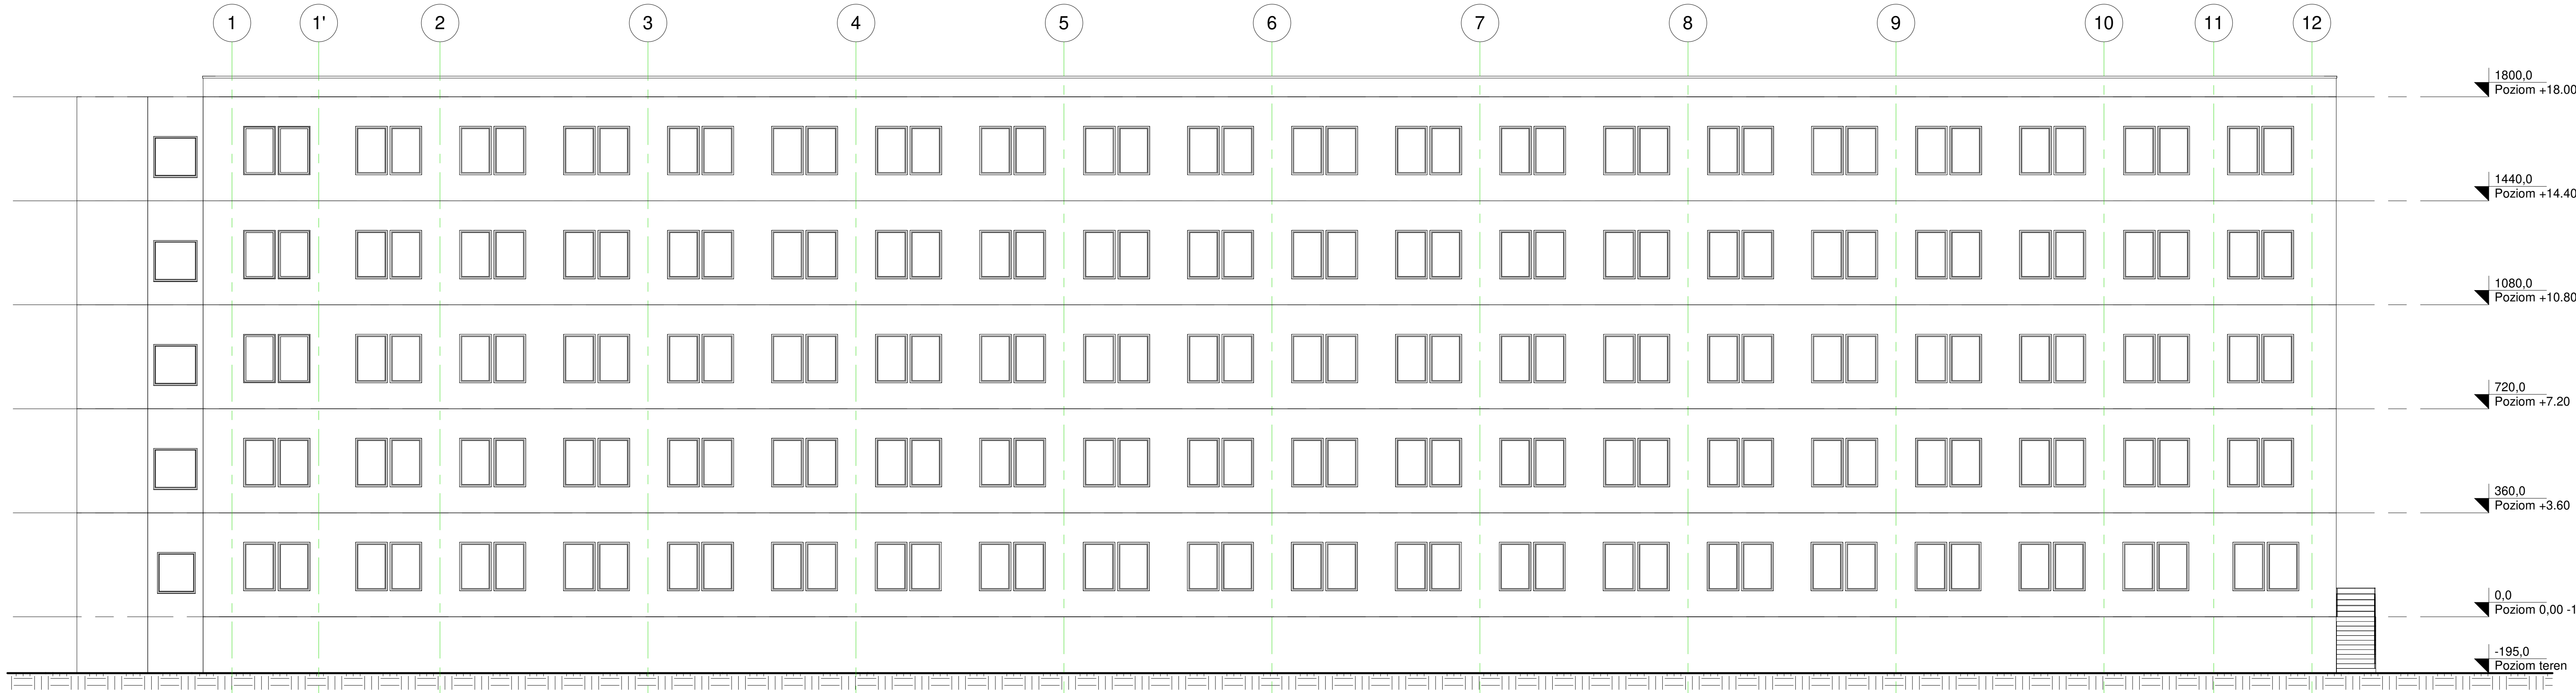 1 1' 2 3 4 5 6 7 8 9 10 11 12
1800,0
Poziom +18.00
1440,0
Poziom +14.40
1080,0
Poziom +10.80
720,0
Poziom +7.20
360,0
Poziom +3.60
0,0
Poziom 0,00 -1
-195,0
Poziom teren